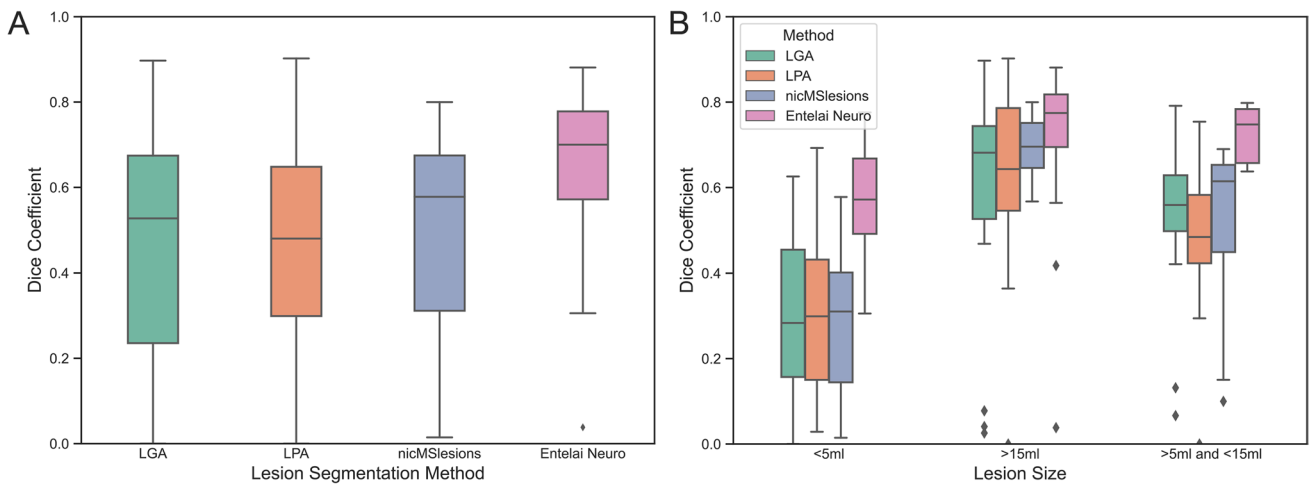 A
1.0
0.8
0.6
0.4
0.2
0.0
Dice Coefficient
LGA
LPA
nicMSlesions
Entelai Neuro
Lesion Segmentation Method
B
1.0
0.8
0.6
0.4
0.2
0.0
Dice Coefficient
Method
LGA
LPA
nicMSlesions
Entelai Neuro
<5ml
>15ml
>5ml and <15ml
Lesion Size